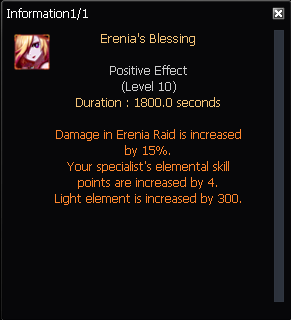 Information1/1
Erenia's Blessing
Positive Effect
(Level 10)
Duration : 1800.0 seconds
Damage in Erenia Raid is increased
by 15%.
Your specialist's elemental skill
points are increased by 4.
Light element is increased by 300.